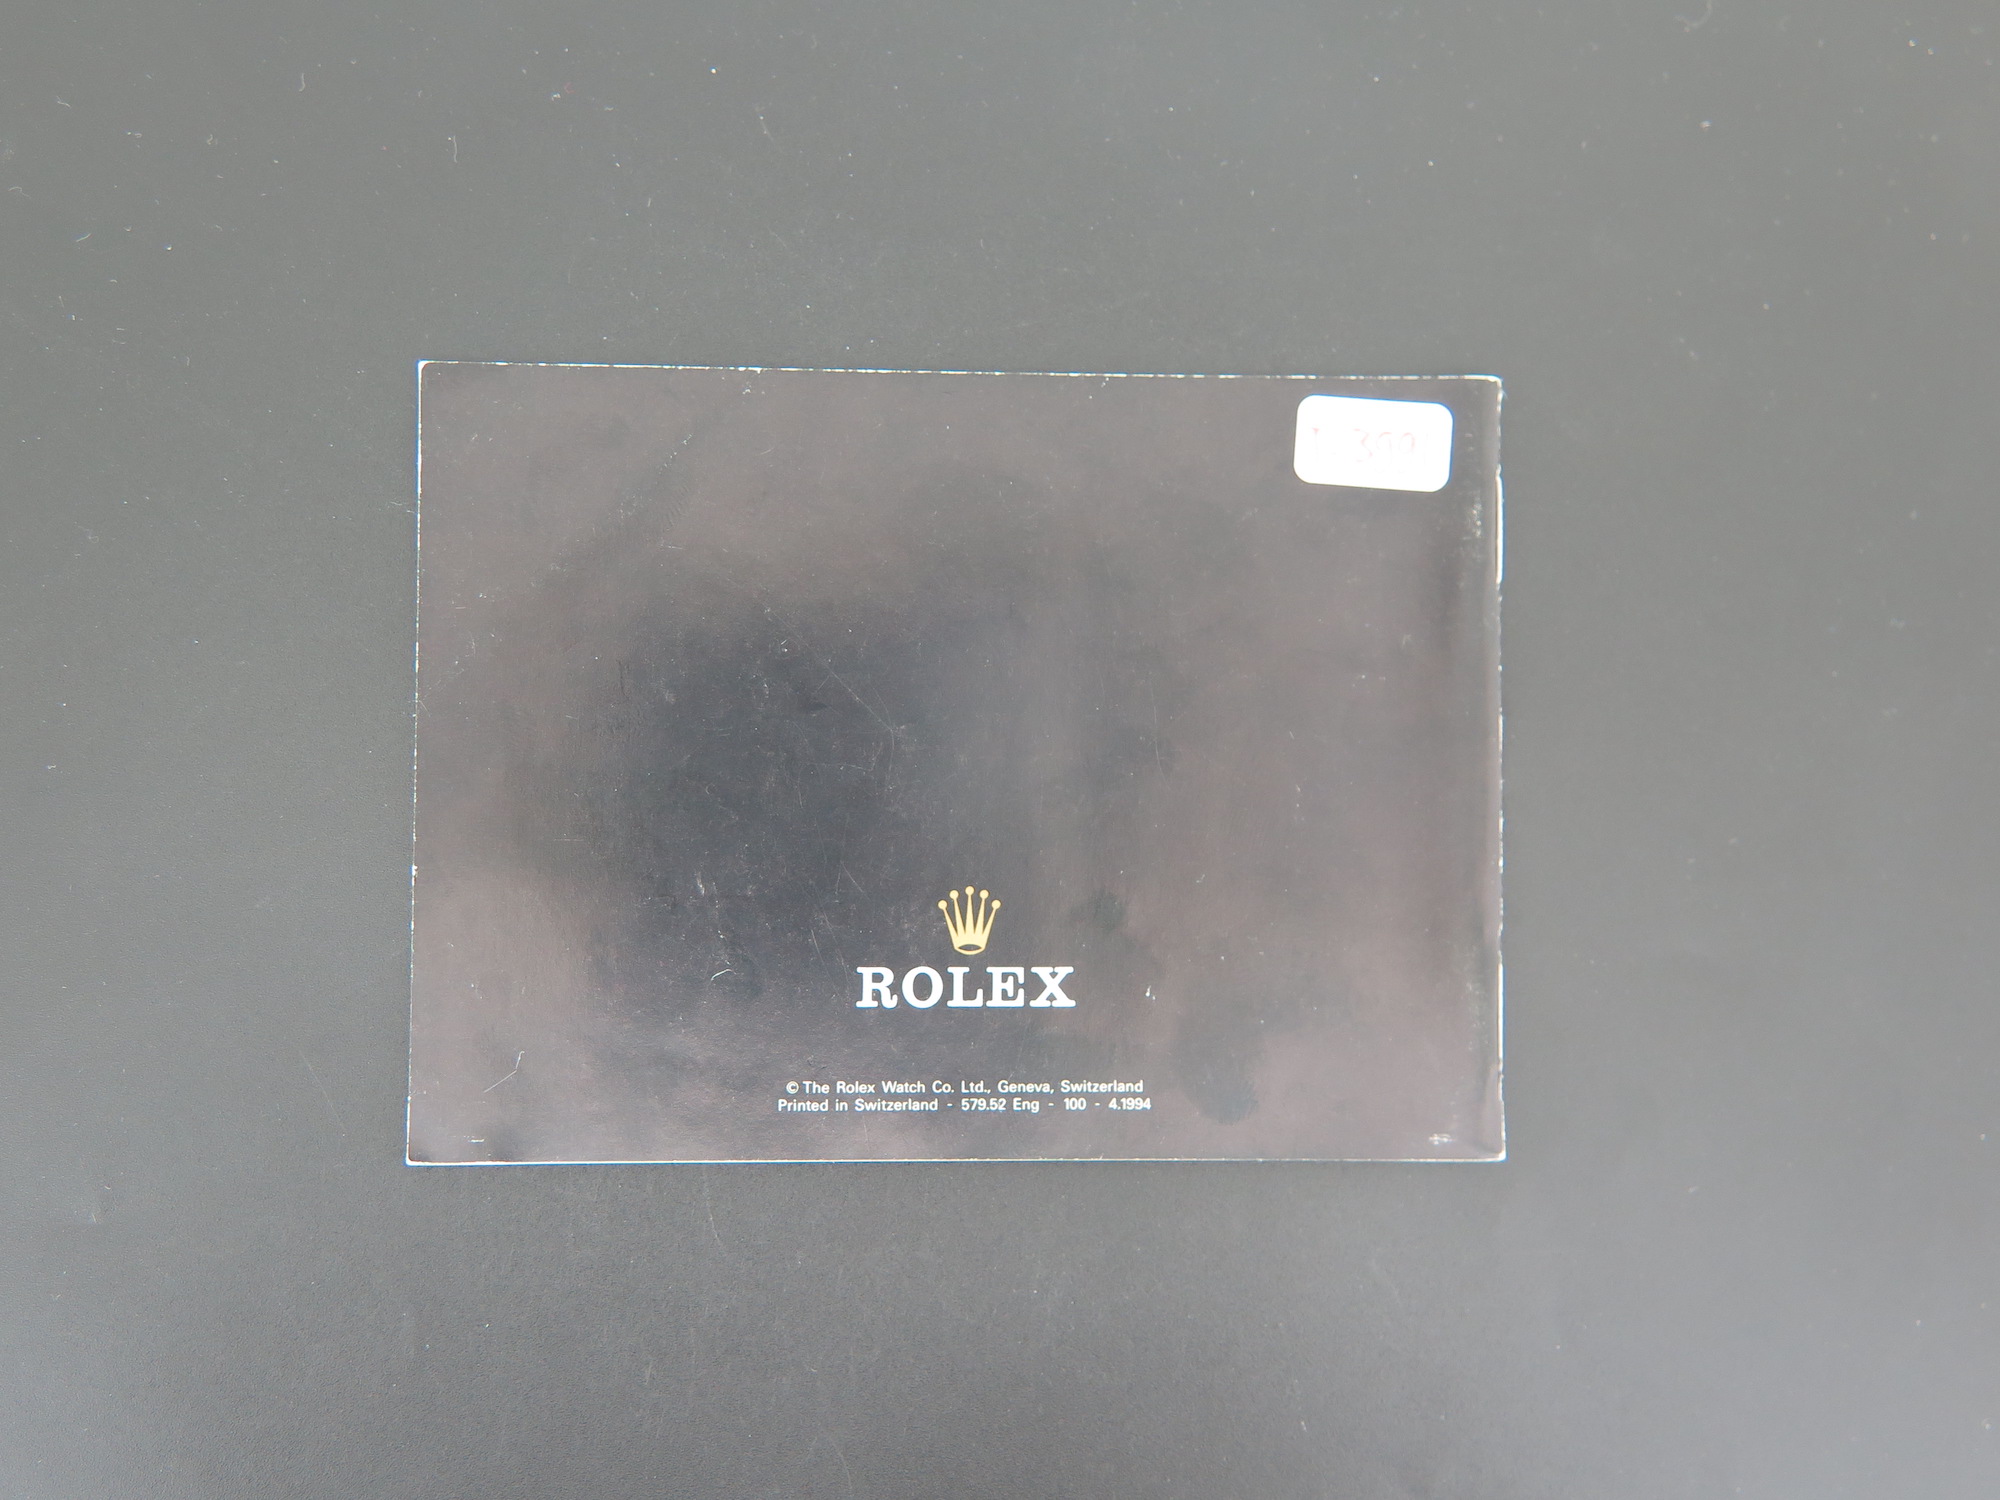 ROLEX
© The Rolex Watch Co. Ltd., Geneva, Switzerland
Printed in Switzerland - 579.52 Eng - 100 - 4.1994